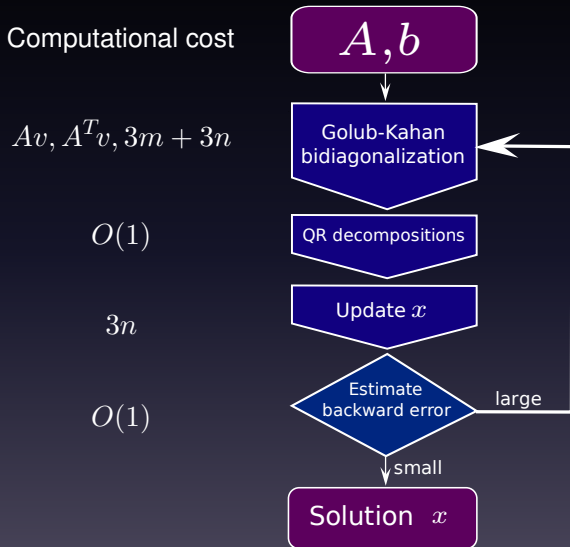 Computational cost
A, b
Av, A^T v, 3m + 3n
Golub-Kahan
bidiagonalization
O(1)
QR decompositions
3n
Update x
O(1)
Estimate
backward error
large
small
Solution x